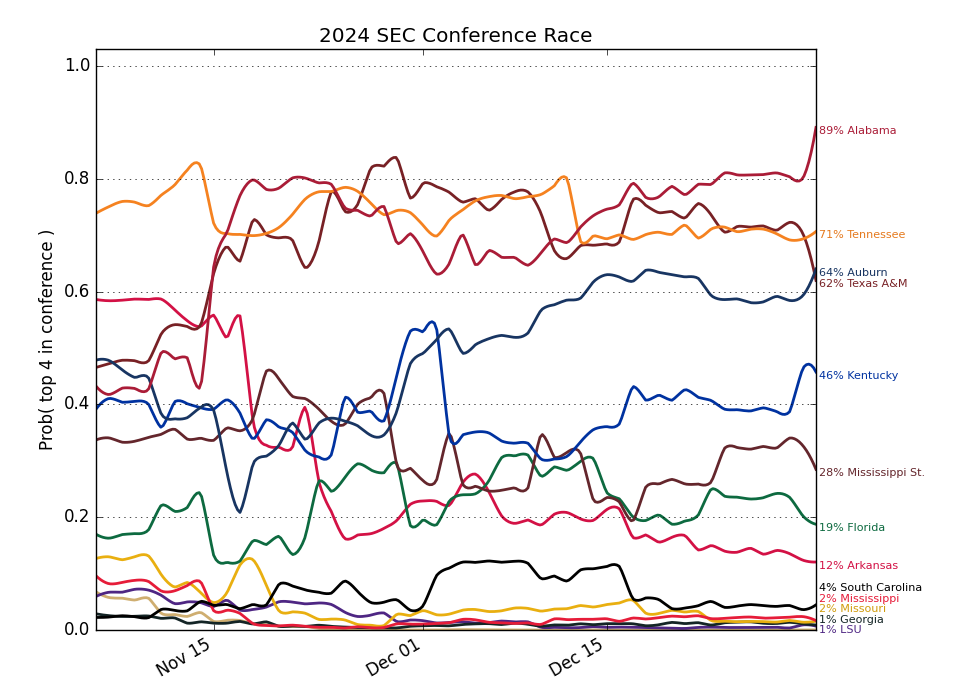 2024 SEC Conference Race
Prob( top 4 in conference )
1.0
0.8
0.6
0.4
0.2
0.0
Nov 15
Dec 01
Dec 15
89% Alabama
71% Tennessee
64% Auburn
62% Texas A&M
46% Kentucky
28% Mississippi St.
19% Florida
12% Arkansas
4% South Carolina
2% Mississippi
2% Missouri
1% Georgia
1% LSU